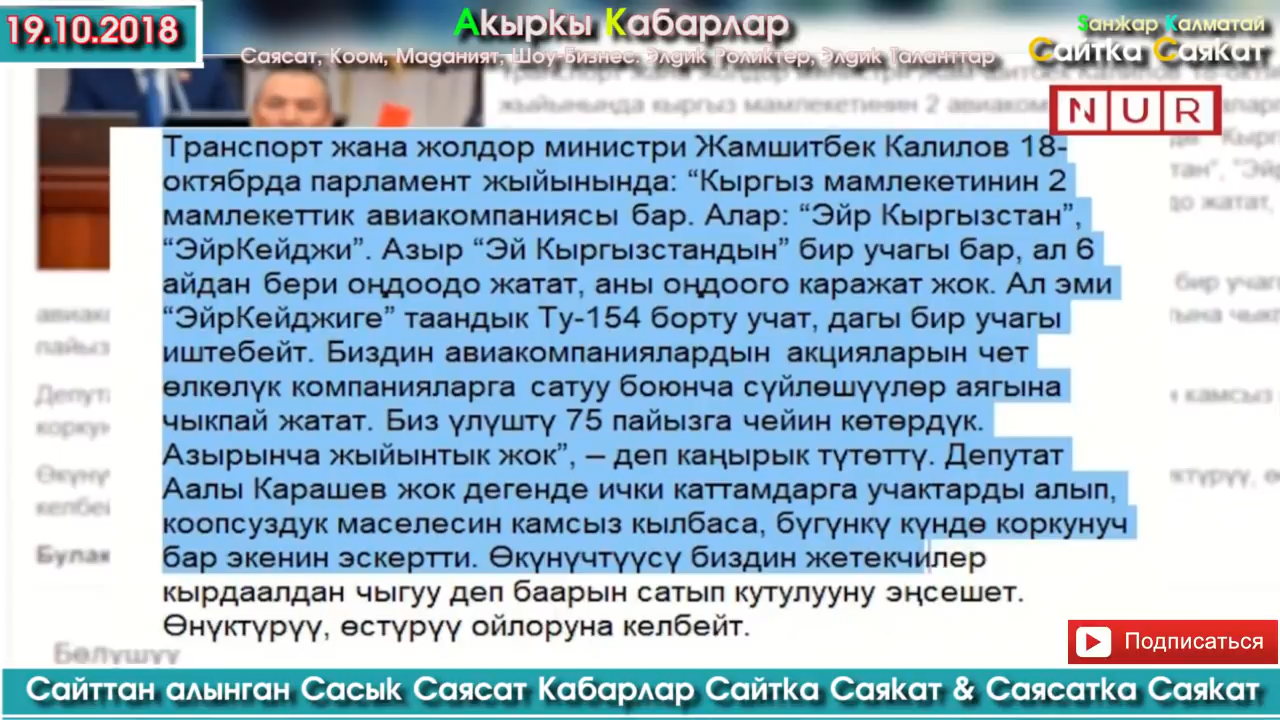 19.10.2018
Акыркы Кабарлар
Саясат, Коом, Маданият, Шоу-Бизнес. Элдик Роликтер, Элдик Таланттар
Санжар Калматай
Сайтка Саякат
NUR
Транспорт жана жолдор министри Жамшитбек Калилов 18-
октябрда парламент жыйынында: “Кыргыз мамлекетинин 2
мамлекеттик авиакомпаниясы бар. Алар: “Эйр Кыргызстан”,
“ЭйрКейджи”. Азыр “Эй Кыргызстандын” бир учагы бар, ал 6
айдан бери оңдоодо жатат, аны оңдоого каражат жок. Ал эми
“ЭйрКейджиге” таандык Ту-154 борту учат, дагы бир учагы
иштебейт. Биздин авиакомпаниялардын акцияларын чет
өлкөлүк компанияларга сатуу боюнча сүйлөшүүлөр аягына
чыкпай жатат. Биз үлүштү 75 пайызга чейин көтөрдүк.
Азырынча жыйынтык жок”, – деп каңырык түтөттү. Депутат
Аалы Карашев жок дегенде ички каттамдарга учактарды алып,
коопсуздук маселесин камсыз кылбаса, бүгүнкү күндө коркунуч
бар экенин эскертти. Өкүнүчтүүсү биздин жетекчилер
кырдаалдан чыгуу деп баарын сатып кутулууну эңсешет.
Өнүктүрүү, өстүрүү ойлоруна келбейт.
Бөлүшүү
Подписаться
Сайттан алынган Сасык Саясат Кабарлар Сайтка Саякат & Саясатка Саякат